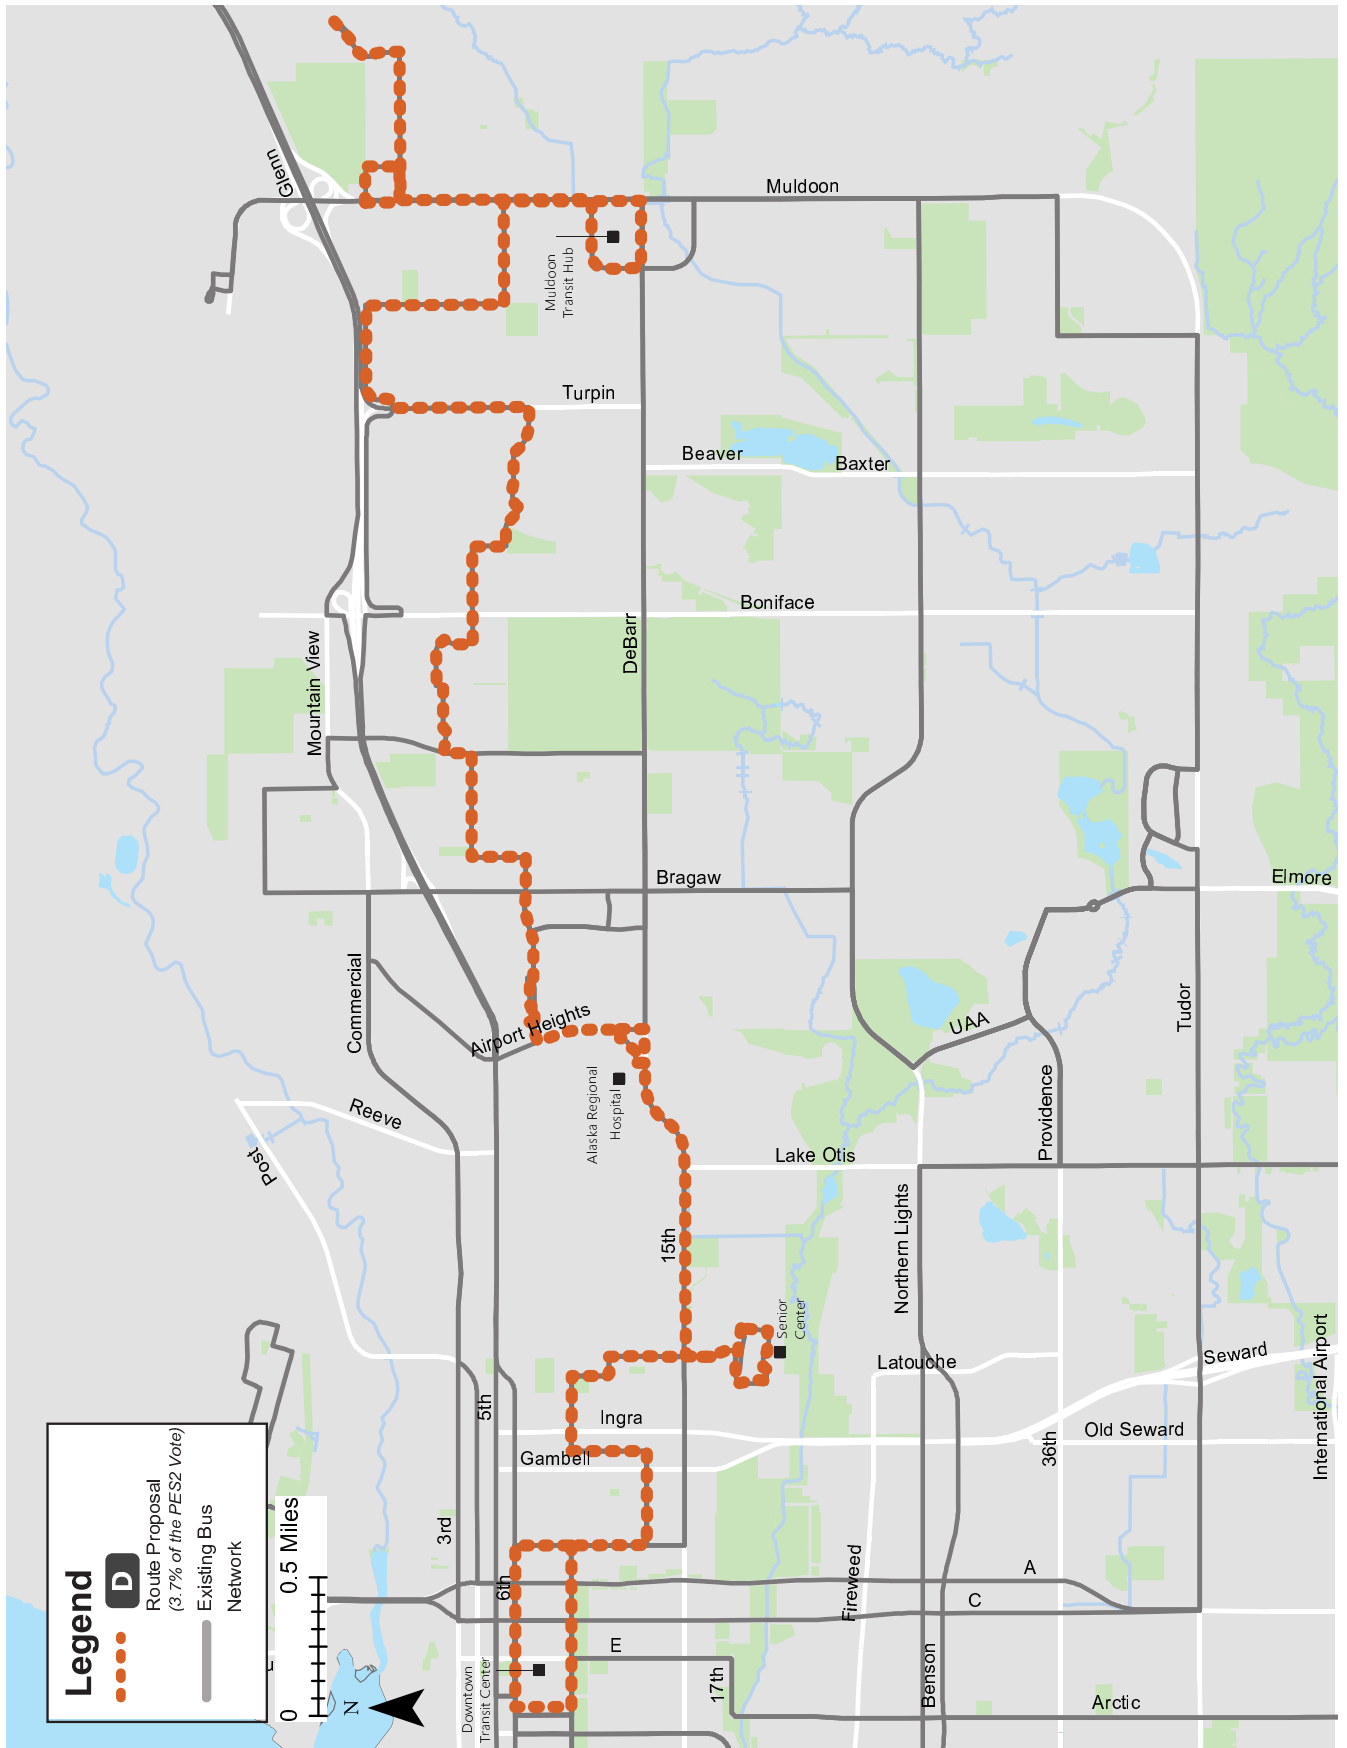 Glenn
Muldoon
Muldoon
Transit Hub
Turpin
Beaver
Baxter
Boniface
DeBarr
Mountain View
Bragaw
Elmore
Commercial
Airport Heights
UAA
Tudor
Alaska Regional
Hospital
Reeve
Post
Providence
Lake Otis
Northern Lights
15th
Senior
Center
Latouche
Seward
International Airport
5th
Ingra
Gambell
Old Seward
36th
3rd
6th
Fireweed
A
C
E
Downtown
Transit Center
17th
Benson
Arctic
Legend
D
Route Proposal
(3.7% of the PES2 Vote)
Existing Bus
Network
0
0.5 Miles
N